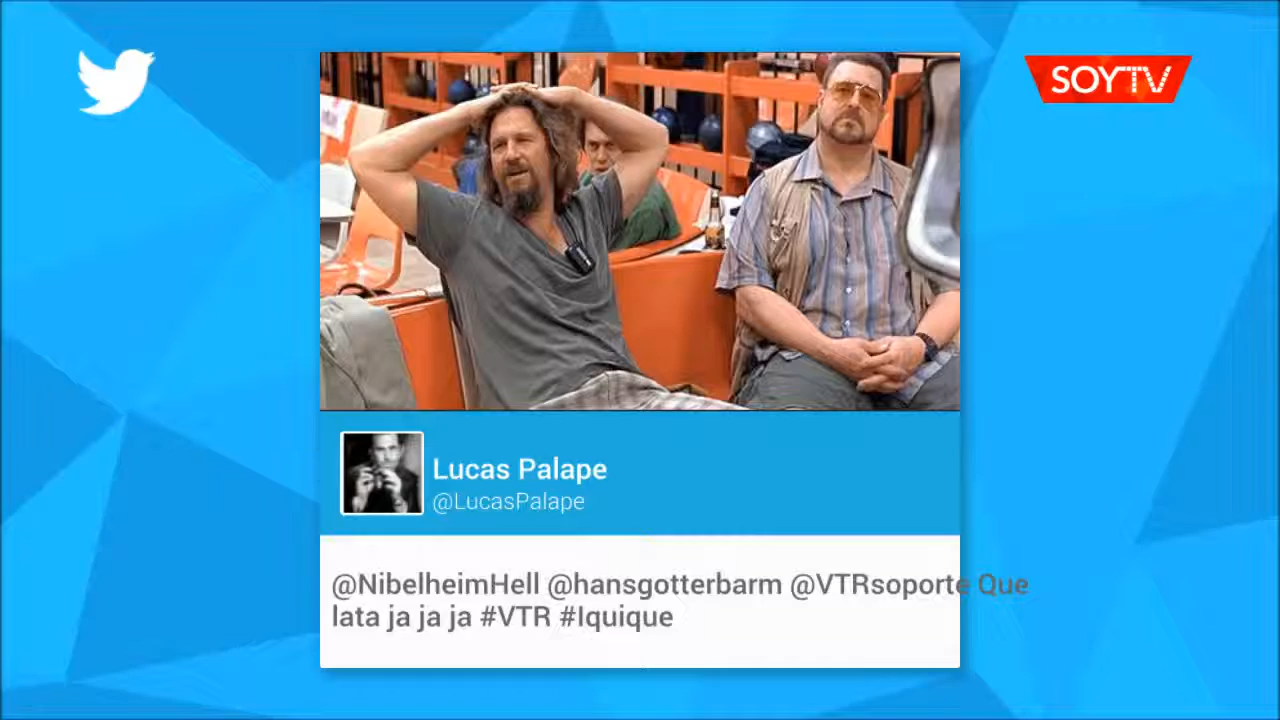 SOYTV
Lucas Palape
@LucasPalape
@NibelheimHell @hansgotterbarm @VTRsoporte Que
lata ja ja ja #VTR #Iquique